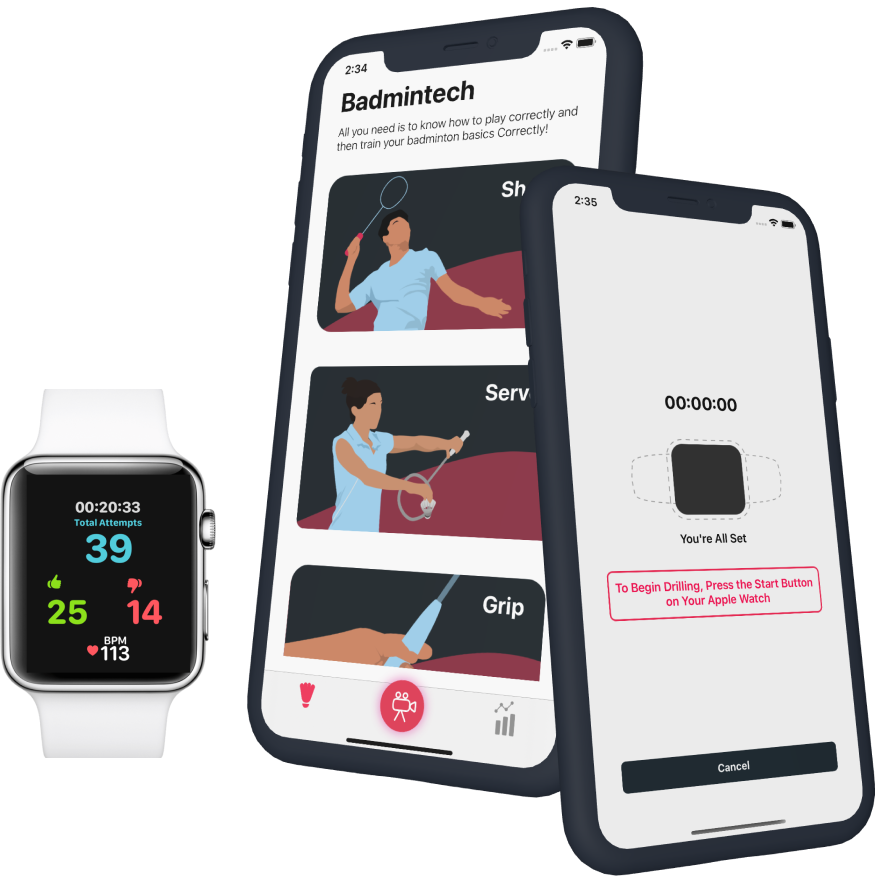 00:20:33
Total Attempts
39
25
14
BPM
113
2:34
Badmintech
All you need is to know how to play correctly and
then train your badminton basics Correctly!
Sh
Serv
Grip
2:35
00:00:00
You're All Set
To Begin Drilling, Press the Start Button
on Your Apple Watch
Cancel